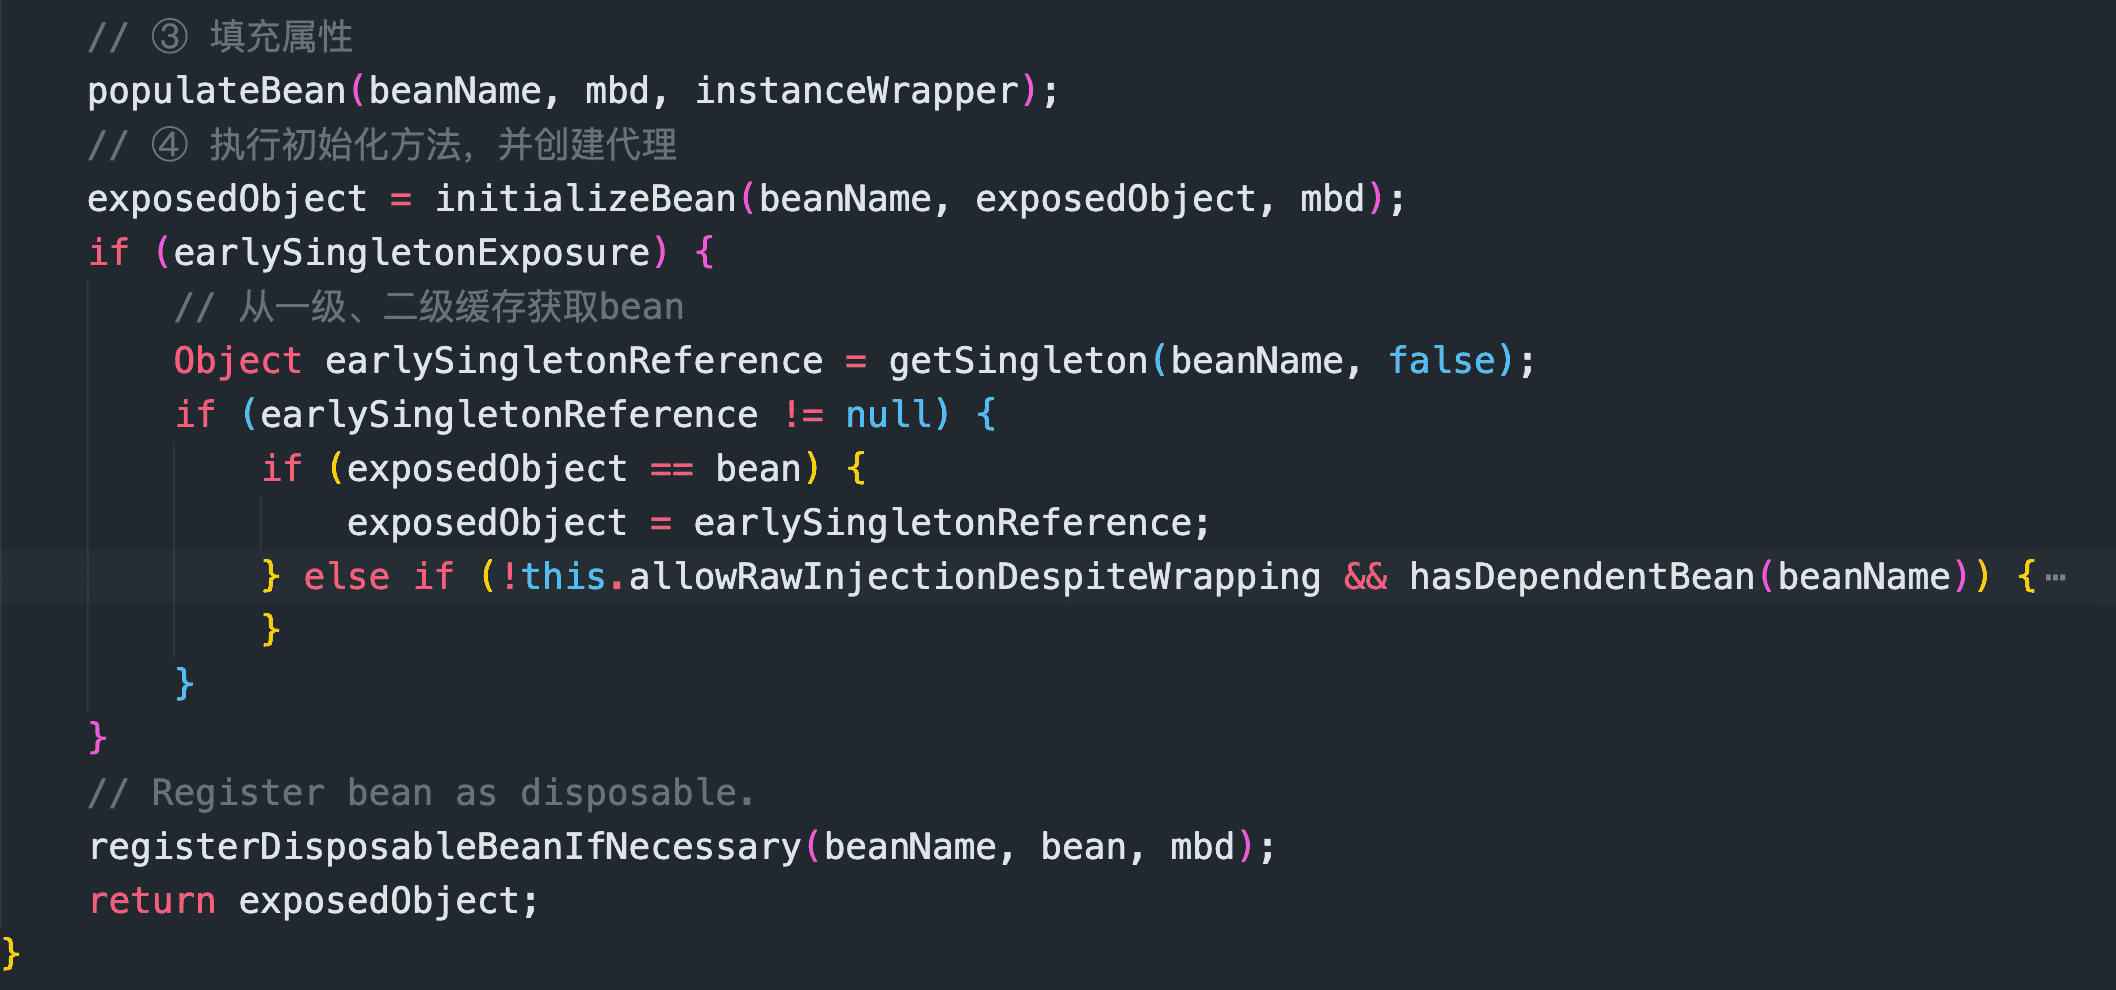 // ③ 填充属性
populateBean(beanName, mbd, instanceWrapper);
// ④ 执行初始化方法，并创建代理
exposedObject = initializeBean(beanName, exposedObject, mbd);
if (earlySingletonExposure) {
// 从一级、二级缓存获取bean
Object earlySingletonReference = getSingleton(beanName, false);
if (earlySingletonReference != null) {
if (exposedObject == bean) {
exposedObject = earlySingletonReference;
} else if (!this.allowRawInjectionDespiteWrapping && hasDependentBean(beanName)) {…
}
}
}
// Register bean as disposable.
registerDisposableBeanIfNecessary(beanName, bean, mbd);
return exposedObject;
}